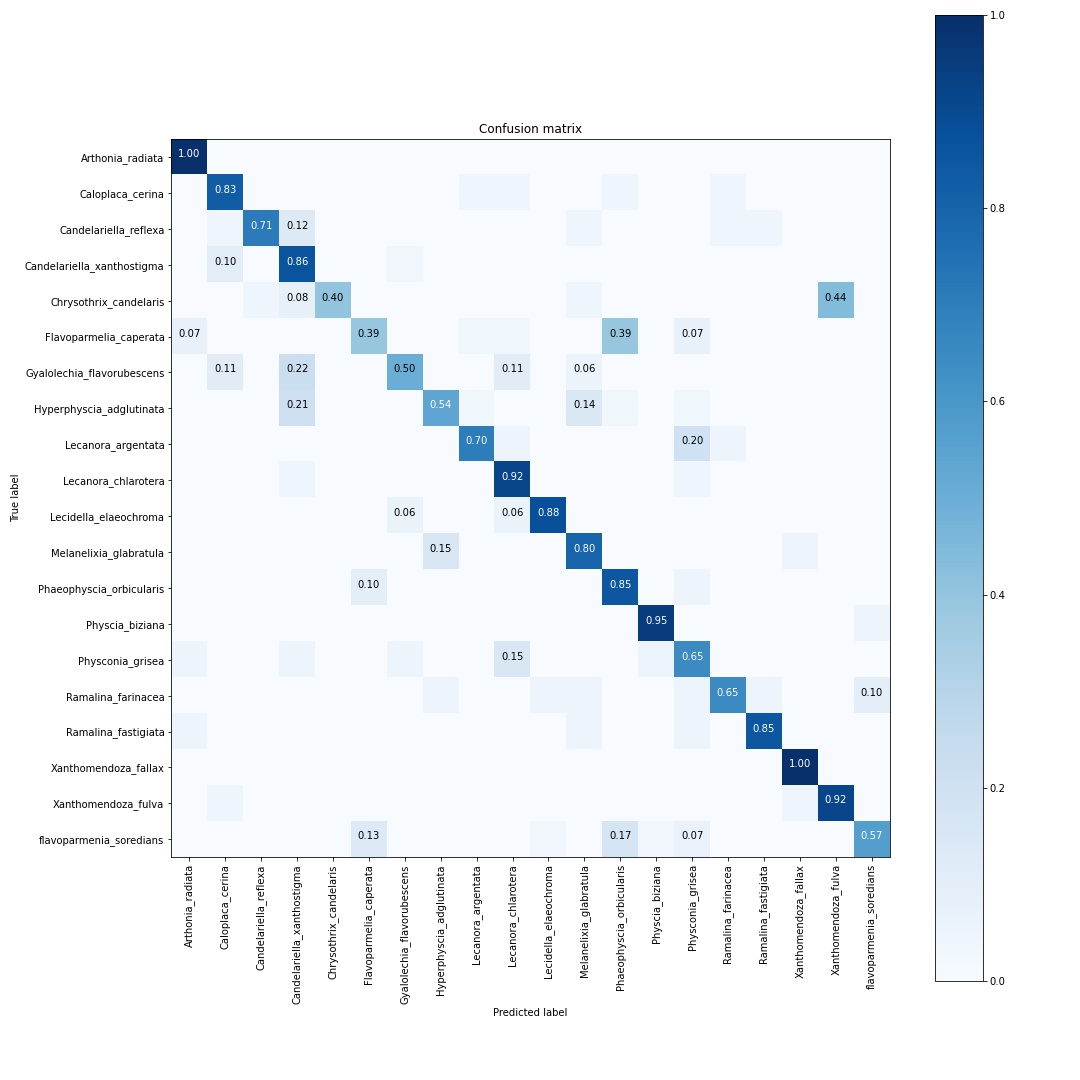 Confusion matrix
1.0
0.8
0.6
0.4
0.2
0.0
True label
Arthonia_radiata 1.00
Caloplaca_cerina 0.83
Candelariella_reflexa 0.71 0.12
Candelariella_xanthostigma 0.10 0.86
Chrysothrix_candelaris 0.08 0.40 0.44
Flavoparmelia_caperata 0.07 0.39 0.39 0.07
Gyalolechia_flavorubescens 0.11 0.22 0.50 0.11 0.06
Hyperphyscia_adglutinata 0.21 0.54 0.14
Lecanora_argentata 0.70 0.20
Lecanora_chlarotera 0.92
Lecidella_elaeochroma 0.06 0.06 0.88
Melanelixia_glabratula 0.15 0.80
Phaeophyscia_orbicularis 0.10 0.85
Physcia_biziana 0.95
Physconia_grisea 0.15 0.65
Ramalina_farinacea 0.65 0.10
Ramalina_fastigiata 0.85
Xanthomendoza_fallax 1.00
Xanthomendoza_fulva 0.92
flavoparmenia_soredians 0.13 0.17 0.07 0.57
Arthonia_radiata
Caloplaca_cerina
Candelariella_reflexa
Candelariella_xanthostigma
Chrysothrix_candelaris
Flavoparmelia_caperata
Gyalolechia_flavorubescens
Hyperphyscia_adglutinata
Lecanora_argentata
Lecanora_chlarotera
Lecidella_elaeochroma
Melanelixia_glabratula
Phaeophyscia_orbicularis
Physcia_biziana
Physconia_grisea
Ramalina_farinacea
Ramalina_fastigiata
Xanthomendoza_fallax
Xanthomendoza_fulva
flavoparmenia_soredians
Predicted label